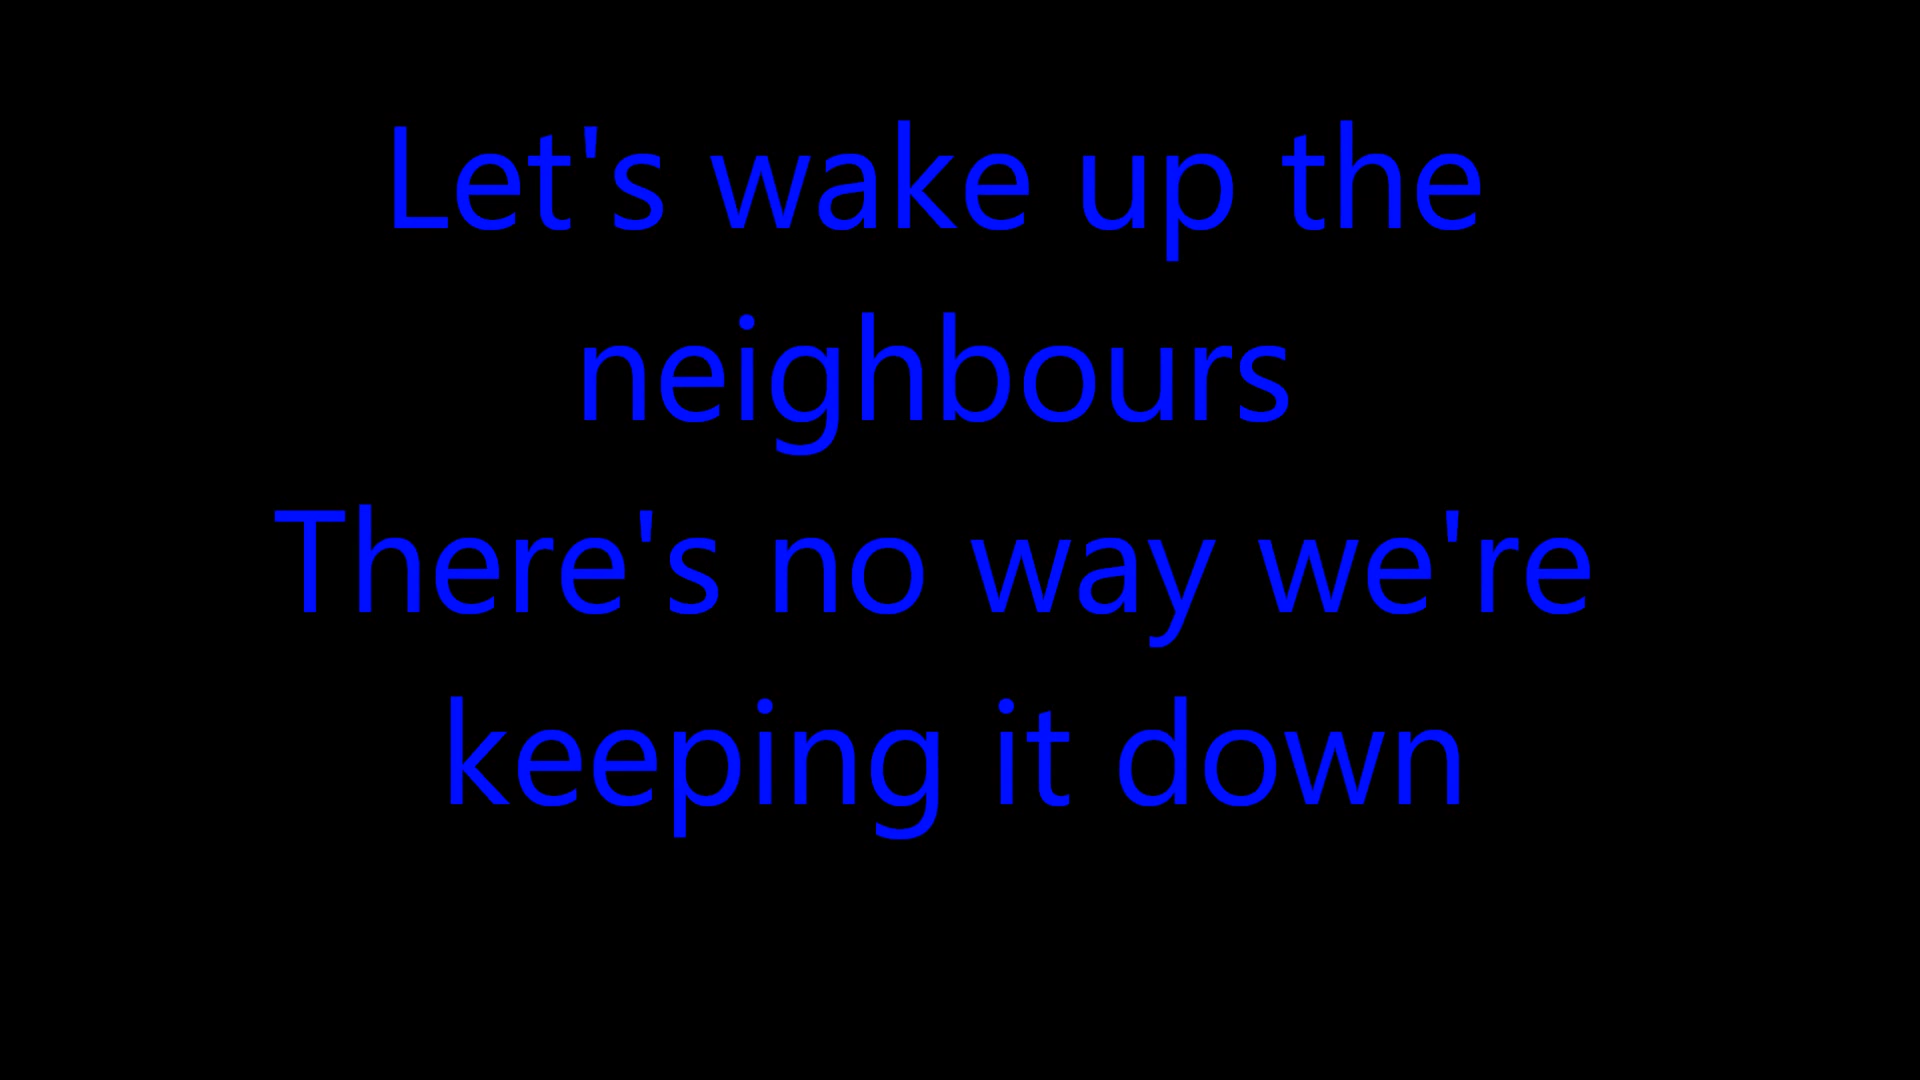 Let's wake up the
neighbours
There's no way we're
keeping it down